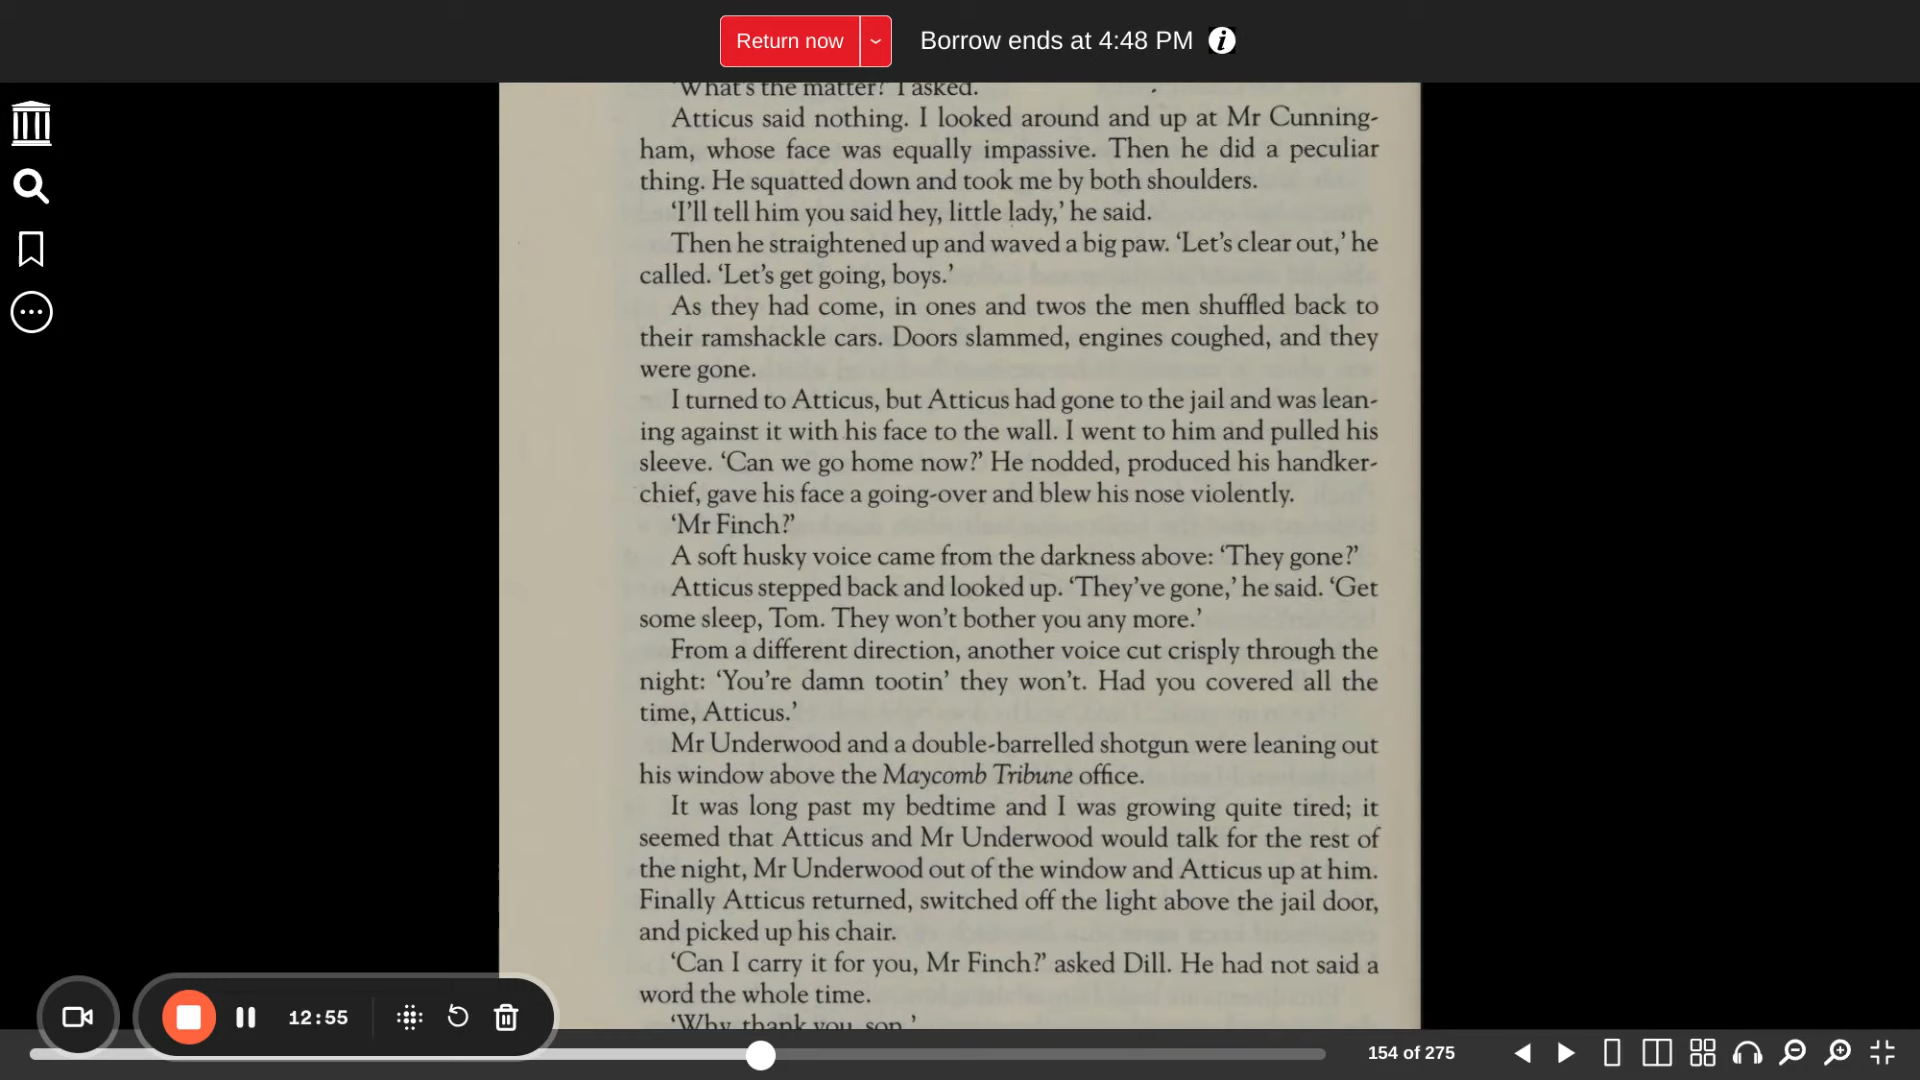 Return now
Borrow ends at 4:48 PM
'What's the matter?' I asked.
Atticus said nothing. I looked around and up at Mr Cunning-
ham, whose face was equally impassive. Then he did a peculiar
thing. He squatted down and took me by both shoulders.
'I'll tell him you said hey, little lady,' he said.
Then he straightened up and waved a big paw. 'Let's clear out,' he
called. 'Let's get going, boys.'
As they had come, in ones and twos the men shuffled back to
their ramshackle cars. Doors slammed, engines coughed, and they
were gone.
I turned to Atticus, but Atticus had gone to the jail and was lean-
ing against it with his face to the wall. I went to him and pulled his
sleeve. 'Can we go home now?' He nodded, produced his handker-
chief, gave his face a going-over and blew his nose violently.
'Mr Finch?'
A soft husky voice came from the darkness above: 'They gone?'
Atticus stepped back and looked up. 'They've gone,' he said. 'Get
some sleep, Tom. They won't bother you any more.'
From a different direction, another voice cut crisply through the
night: 'You're damn tootin' they won't. Had you covered all the
time, Atticus.'
Mr Underwood and a double-barrelled shotgun were leaning out
his window above the Maycomb Tribune office.
It was long past my bedtime and I was growing quite tired; it
seemed that Atticus and Mr Underwood would talk for the rest of
the night, Mr Underwood out of the window and Atticus up at him.
Finally Atticus returned, switched off the light above the jail door,
and picked up his chair.
'Can I carry it for you, Mr Finch?' asked Dill. He had not said a
word the whole time.
'Why, thank you, son.'
12:55
154 of 275